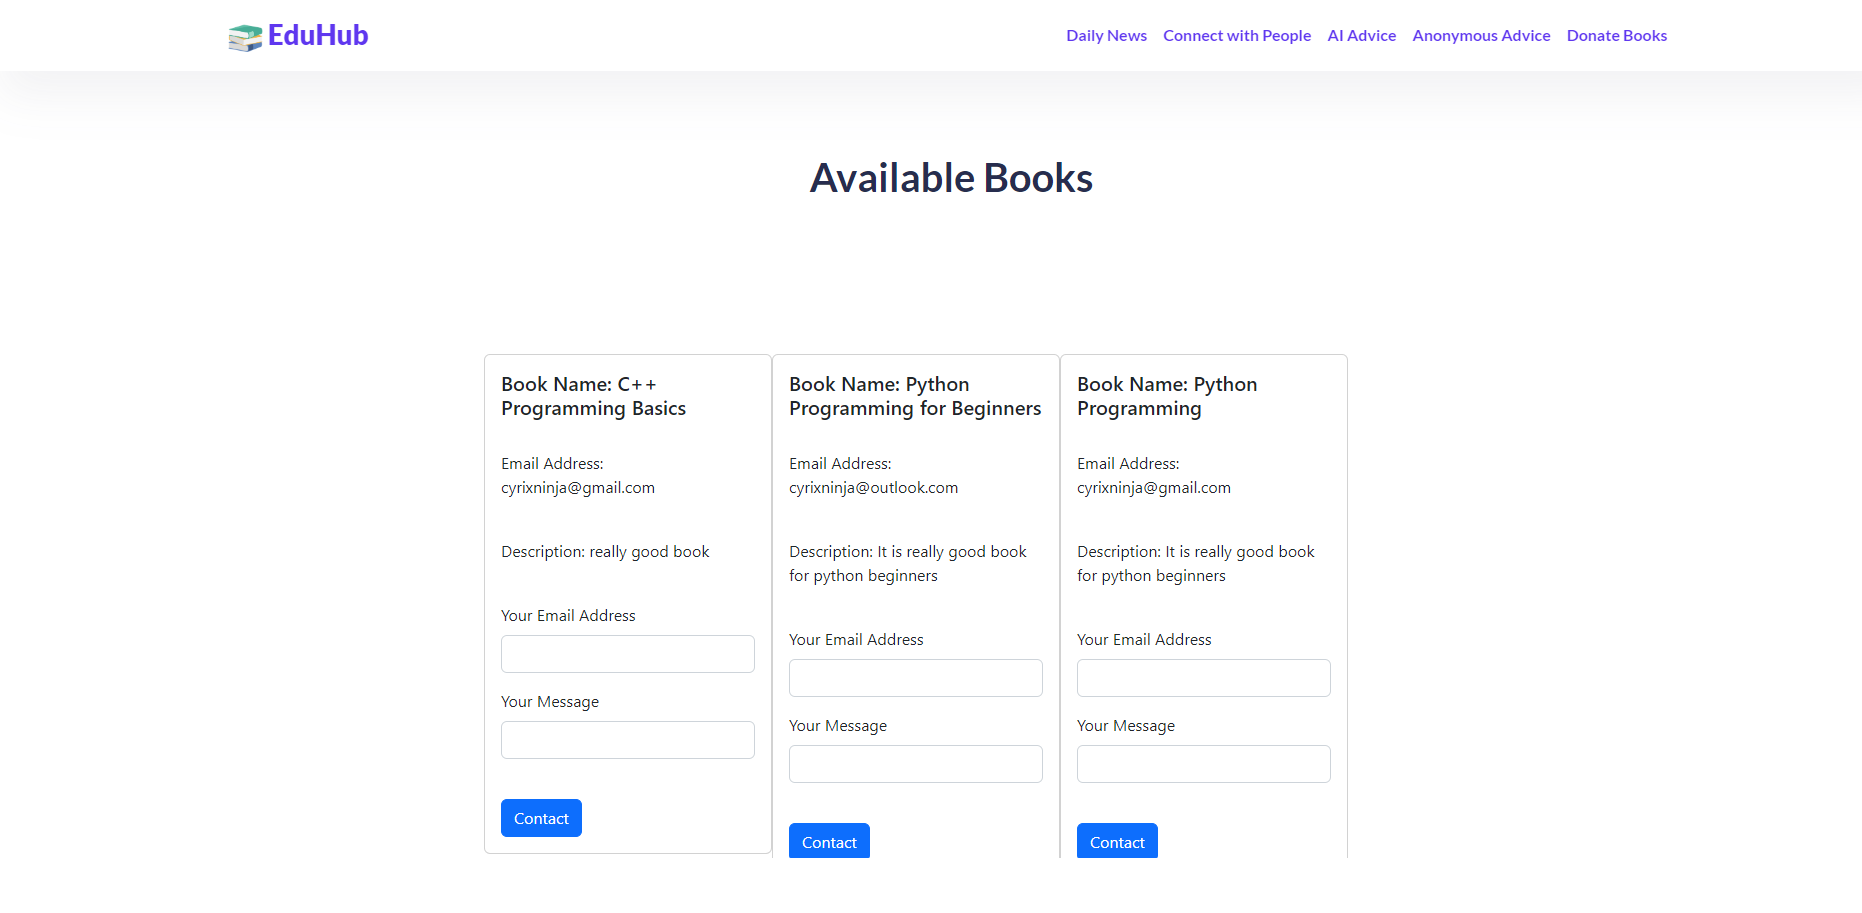 EduHub
Daily News
Connect with People
AI Advice
Anonymous Advice
Donate Books
Available Books
Book Name: C++
Programming Basics
Email Address:
cyrixninja@gmail.com
Description: really good book
Your Email Address
Your Message
Contact
Book Name: Python
Programming for Beginners
Email Address:
cyrixninja@outlook.com
Description: It is really good book
for python beginners
Your Email Address
Your Message
Contact
Book Name: Python
Programming
Email Address:
cyrixninja@gmail.com
Description: It is really good book
for python beginners
Your Email Address
Your Message
Contact